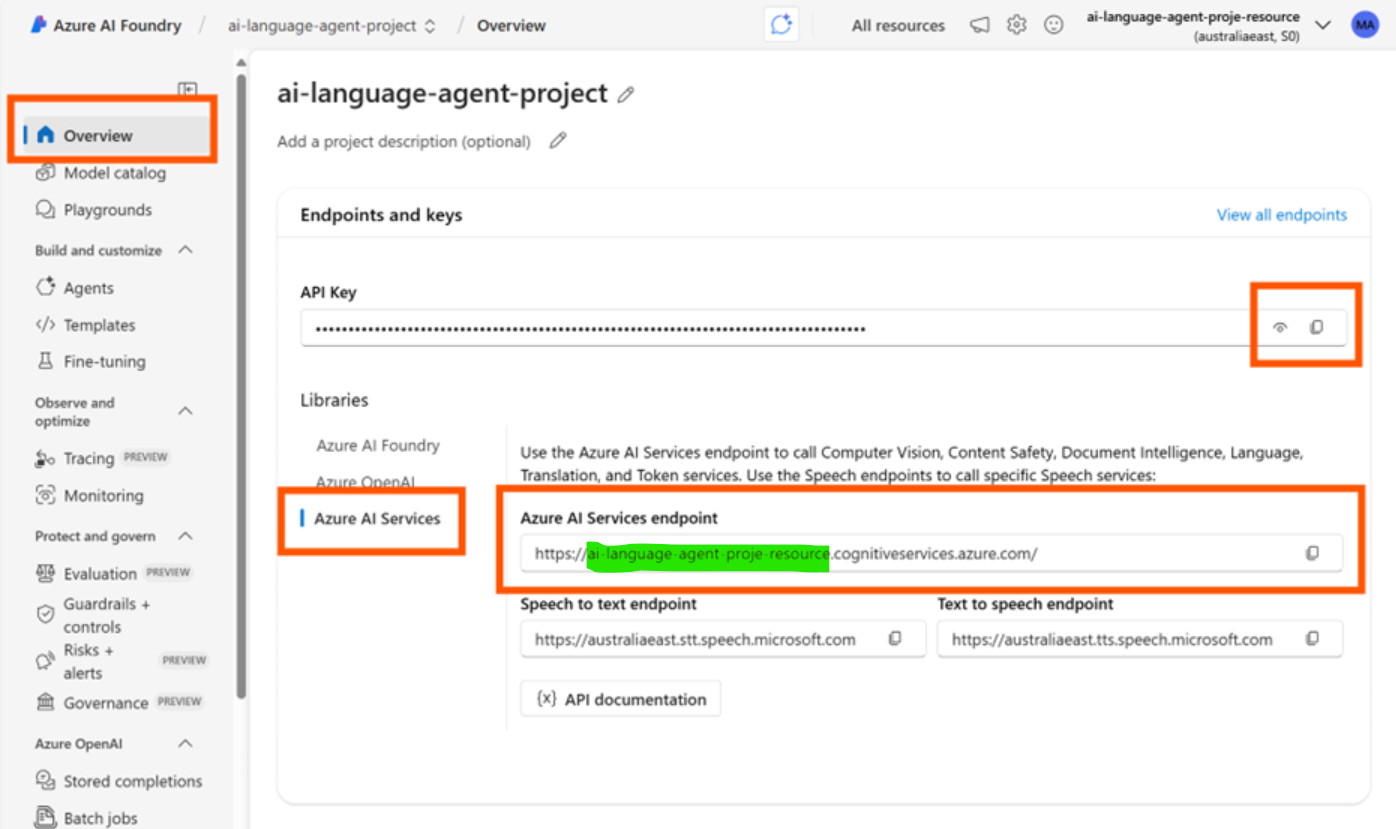 Azure AI Foundry / ai-language-agent-project / Overview
All resources
ai-language-agent-proje-resource
(australiaeast, S0)
MA
Overview
Model catalog
Playgrounds
Build and customize
Agents
Templates
Fine-tuning
Observe and
optimize
Tracing PREVIEW
Monitoring
Protect and govern
Evaluation PREVIEW
Guardrails +
controls
Risks +
alerts PREVIEW
Governance PREVIEW
Azure OpenAI
Stored completions
Batch jobs
ai-language-agent-project
Add a project description (optional)
Endpoints and keys
View all endpoints
API Key
Libraries
Azure AI Foundry
Azure OpenAI
Azure AI Services
Use the Azure AI Services endpoint to call Computer Vision, Content Safety, Document Intelligence, Language,
Translation, and Token services. Use the Speech endpoints to call specific Speech services:
Azure AI Services endpoint
https://ai-language-agent-proje-resource.cognitiveservices.azure.com/
Speech to text endpoint
https://australiaeast.stt.speech.microsoft.com
Text to speech endpoint
https://australiaeast.tts.speech.microsoft.com
{x} API documentation